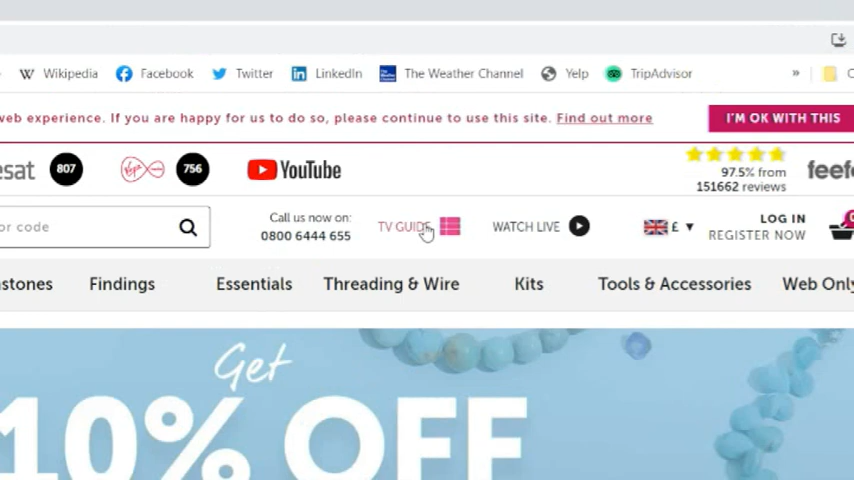 Wikipedia Facebook Twitter LinkedIn The Weather Channel Yelp TripAdvisor »
web experience. If you are happy for us to do so, please continue to use this site. Find out more I'M OK WITH THIS
807 756 YouTube
97.5% from
151662 reviews
feefo
or code
Call us now on:
0800 6444 655
TV GUIDE
WATCH LIVE
£
LOG IN
REGISTER NOW
Findings Essentials Threading & Wire Kits Tools & Accessories Web Only
Get
10% OFF